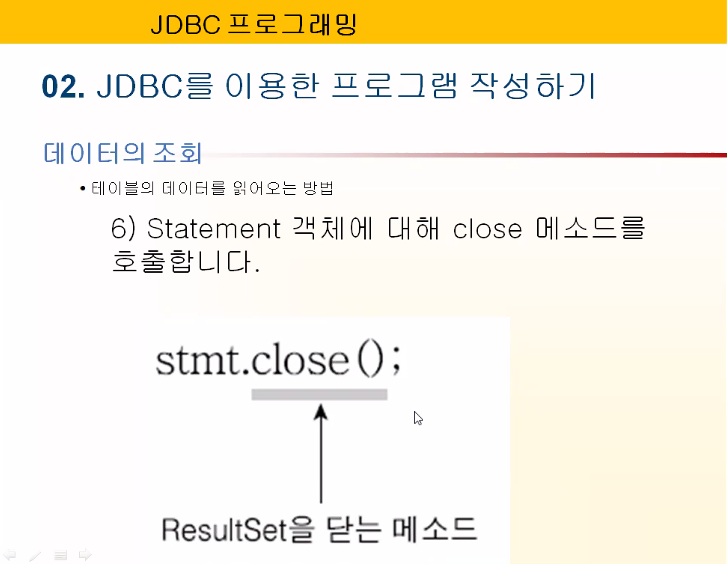 JDBC 프로그래밍
02. JDBC를 이용한 프로그램 작성하기
데이터의 조회
• 테이블의 데이터를 읽어오는 방법
6) Statement 객체에 대해 close 메소드를
호출합니다.
stmt.close();
ResultSet을 닫는 메소드